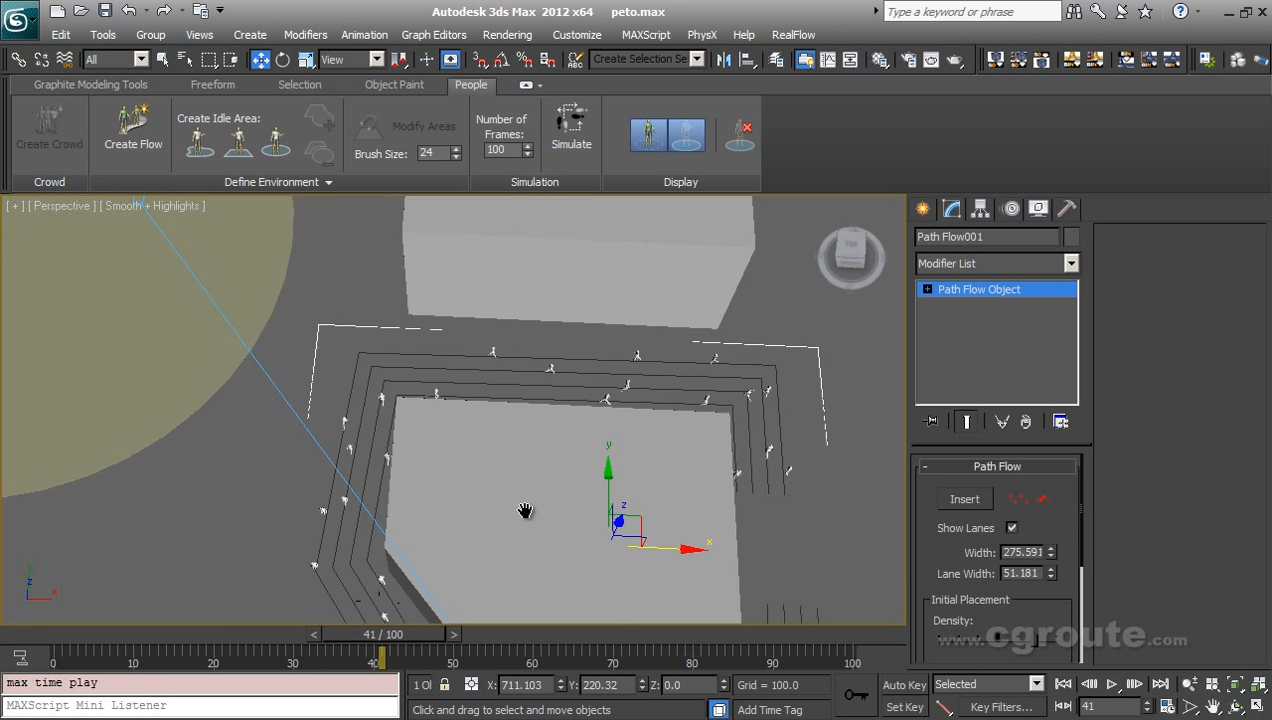 Autodesk 3ds Max 2012 x64 peto.max
Type a keyword or phrase
Edit Tools Group Views Create Modifiers Animation Graph Editors Rendering Customize MAXScript PhysX Help RealFlow
All View Create Selection Se
Graphite Modeling Tools Freeform Selection Object Paint People
Create Crowd
Crowd
Create Flow
Create Idle Area:
Modify Areas
Brush Size: 24
Define Environment
Number of
Frames:
100
Simulate
Simulation
Display
[ + ] [ Perspective ] [ Smooth + Highlights ]
TOP
y
z
x
z
x
Path Flow001
Modifier List
Path Flow Object
Path Flow
Insert
Show Lanes
Width: 275.591
Lane Width: 51.181
Initial Placement
Density:
www.cgroute.com
< 41 / 100 >
0 10 20 30 40 50 60 70 80 90 100
max time play
MAXScript Mini Listener
1 Ol X: 711.103 Y: 220.32 Z: 0.0 Grid = 100.0
Click and drag to select and move objects
Add Time Tag
Auto Key Selected
Set Key Key Filters... 41